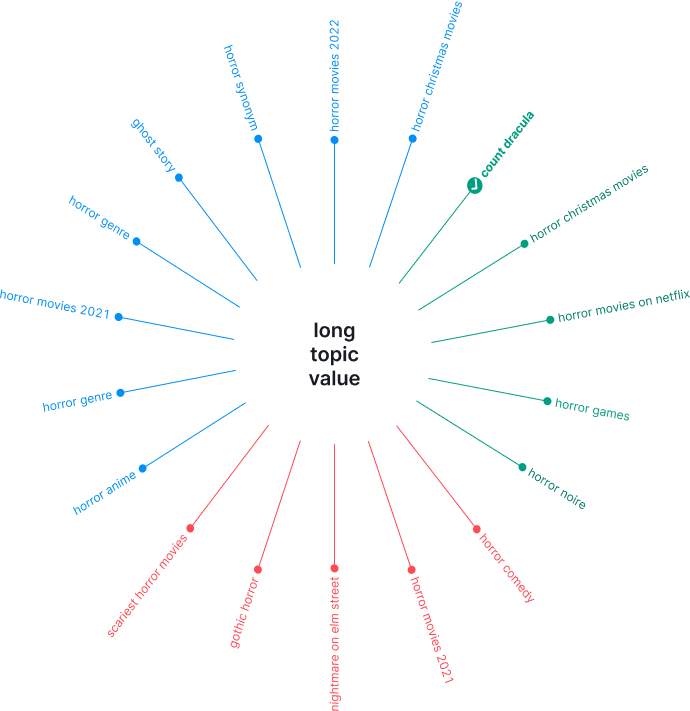 horror movies 2022
horror christmas movies
count dracula
horror christmas movies
horror movies on netflix
horror games
horror noire
horror comedy
horror movies 2021
nightmare on elm street
gothic horror
scariest horror movies
horror anime
horror genre
horror movies 2021
horror genre
ghost story
horror synonym
long
topic
value